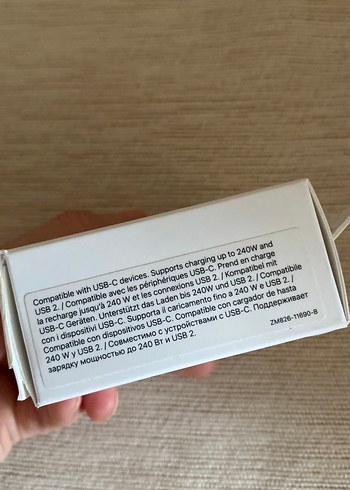 Compatible with USB-C devices. Supports charging up to 240W and
USB 2. / Compatible avec les périphériques USB-C. Prend en charge
la recharge jusqu'à 240 W et les connexions USB 2. / Kompatibel mit
USB-C Geräten. Unterstützt das Laden bis 240W und USB 2. / Compatibile
con i dispositivi USB-C. Supporta il caricamento fino a 240 W e USB 2. /
Compatible con dispositivos USB-C. Compatible con cargador de hasta
240 W y USB 2. / Совместимо с устройствами с USB-C. Поддерживает
зарядку мощностью до 240 Вт и USB 2.
ZM826-11690-B